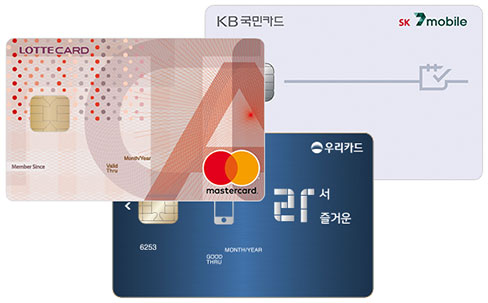 LOTTECARD
Member Since
Valid
Thru
Month/Year
mastercard.
KB 국민카드
SK 7mobile
우리카드
서
즐거운
6253
MONTH/YEAR
GOOD
THRU